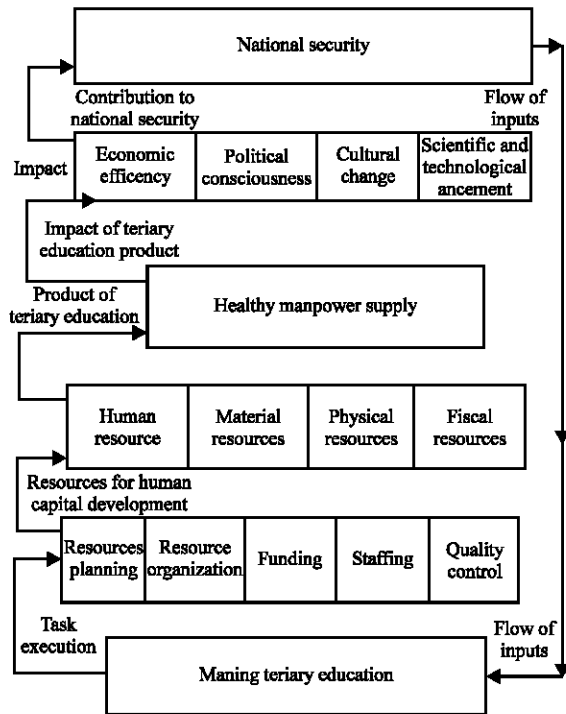 National security
Contribution to
national security
Flow of
inputs
Impact
Economic
efficency
Political
consciousness
Cultural
change
Scientific and
technological
ancement
Impact of teriary
education product
Product of
teriary education
Healthy manpower supply
Human
resource
Material
resources
Physical
resources
Fiscal
resources
Resources for human
capital development
Resources
planning
Resource
organization
Funding
Staffing
Quality
control
Task
execution
Flow of
inputs
Maning teriary education